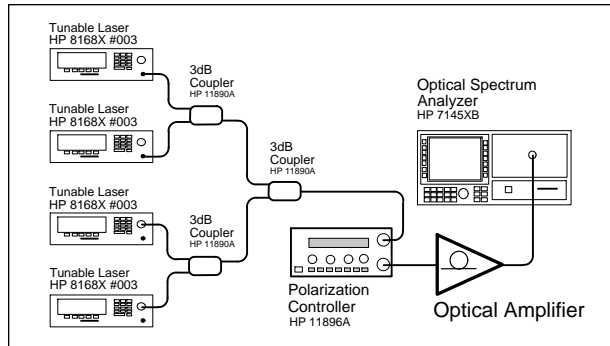 Tunable Laser
HP 8168X #003
3dB
Coupler
HP 11890A
Tunable Laser
HP 8168X #003
3dB
Coupler
HP 11890A
Optical Spectrum
Analyzer
HP 7145XB
Tunable Laser
HP 8168X #003
3dB
Coupler
HP 11890A
Tunable Laser
HP 8168X #003
Polarization
Controller
HP 11896A
Optical Amplifier